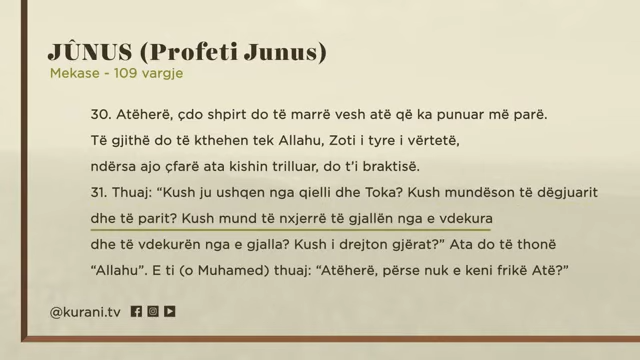 JÛNUS (Profeti Junus)
Mekase - 109 vargje
30. Atëherë, çdo shpirt do të marrë vesh atë që ka punuar më parë.
Të gjithë do të kthehen tek Allahu, Zoti i tyre i vërtetë,
ndërsa ajo çfarë ata kishin trilluar, do t’i braktisë.
31. Thuaj: “Kush ju ushqen nga qielli dhe Toka? Kush mundëson të dëgjuarit
dhe të parit? Kush mund të nxjerrë të gjallën nga e vdekura
dhe të vdekurën nga e gjalla? Kush i drejton gjërat?” Ata do të thonë
“Allahu”. E ti (o Muhamed) thuaj: “Atëherë, përse nuk e keni frikë Atë?”
@kurani.tv